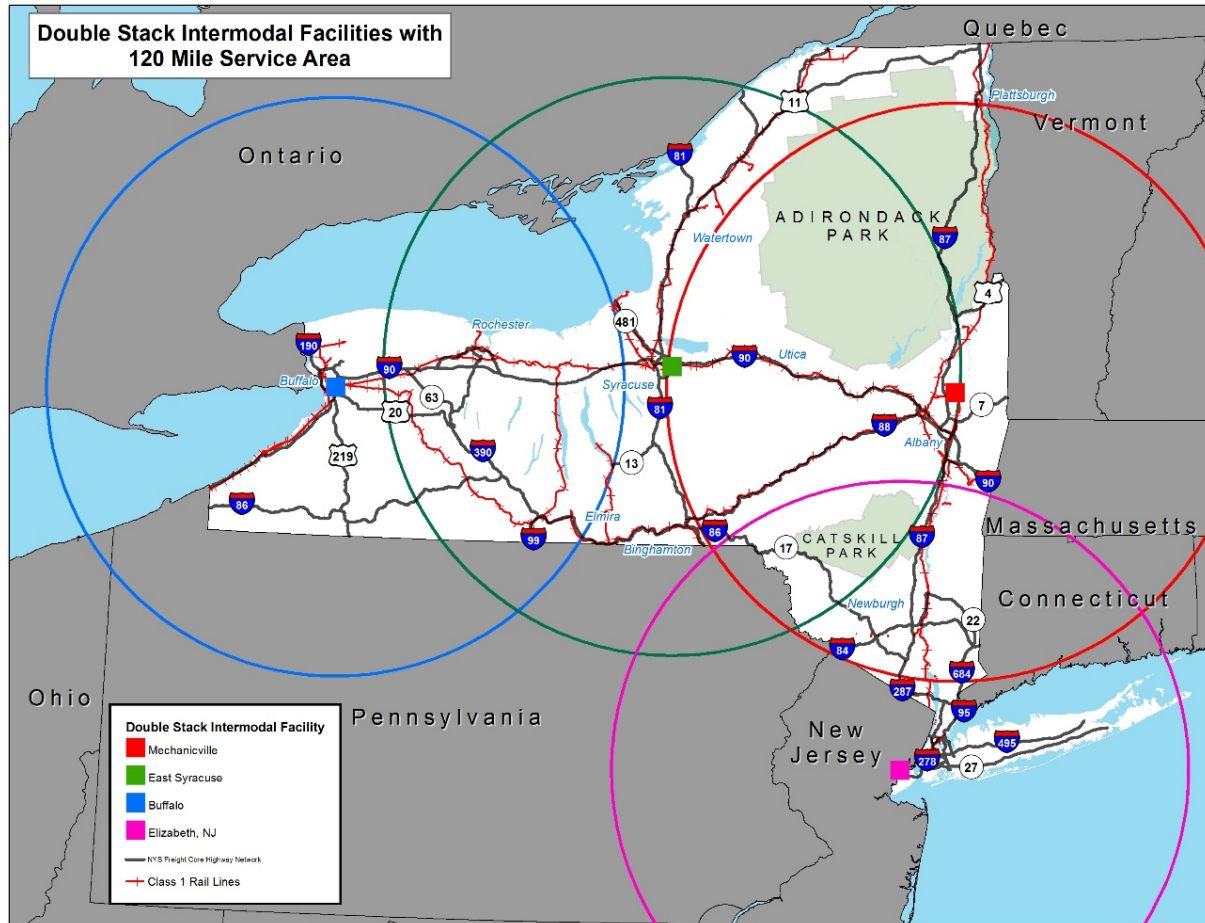 Double Stack Intermodal Facilities with
120 Mile Service Area
Quebec
11
Plattsburgh
Vermont
Ontario
81
ADIRONDACK
PARK
Watertown
87
4
481
Rochester
190
90
Utica
90
Buffalo
Syracuse
63
20
81
7
88
Albany
219
390
13
90
86
Elmira
86
99
Binghamton
17
CATSKILL
PARK
87
Massachusetts
Newburgh
22
Connecticut
84
684
287
Ohio
Pennsylvania
95
New
Jersey
495
278
27
Double Stack Intermodal Facility
Mechanicville
East Syracuse
Buffalo
Elizabeth, NJ
NYS Freight Core Highway Network
Class 1 Rail Lines